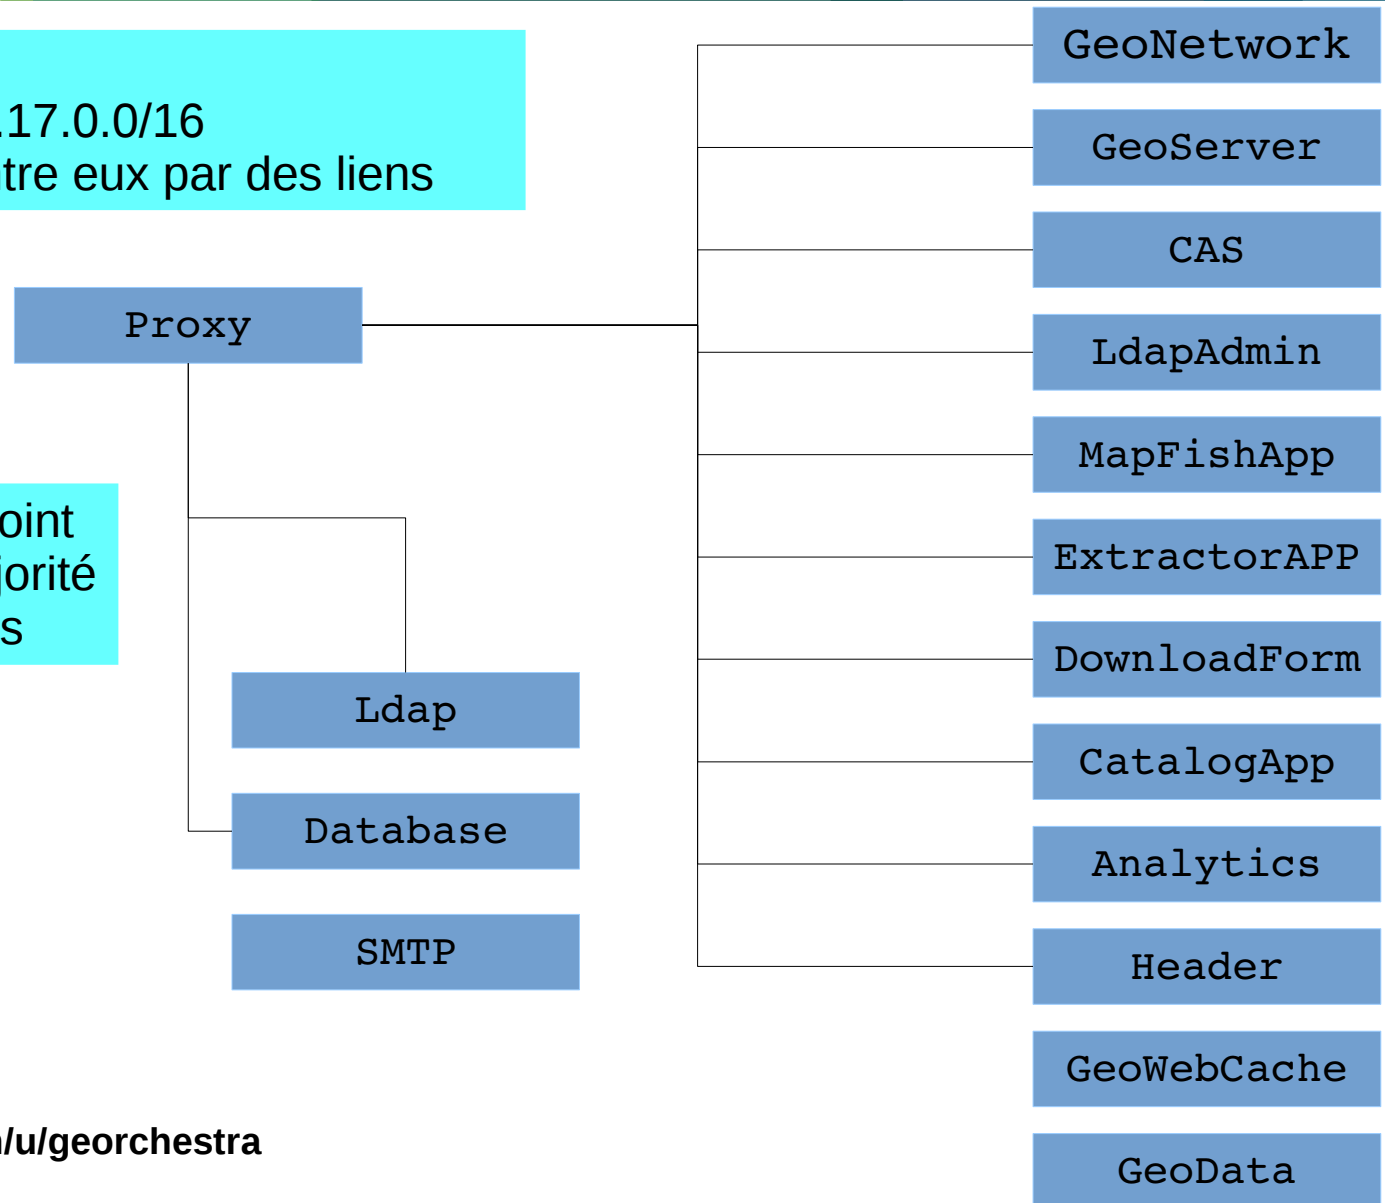 .17.0.0/16
tre eux par des liens
Proxy
oint
jorité
s
Ldap
Database
SMTP
GeoNetwork
GeoServer
CAS
LdapAdmin
MapFishApp
ExtractorAPP
DownloadForm
CatalogApp
Analytics
Header
GeoWebCache
GeoData
/u/georchestra